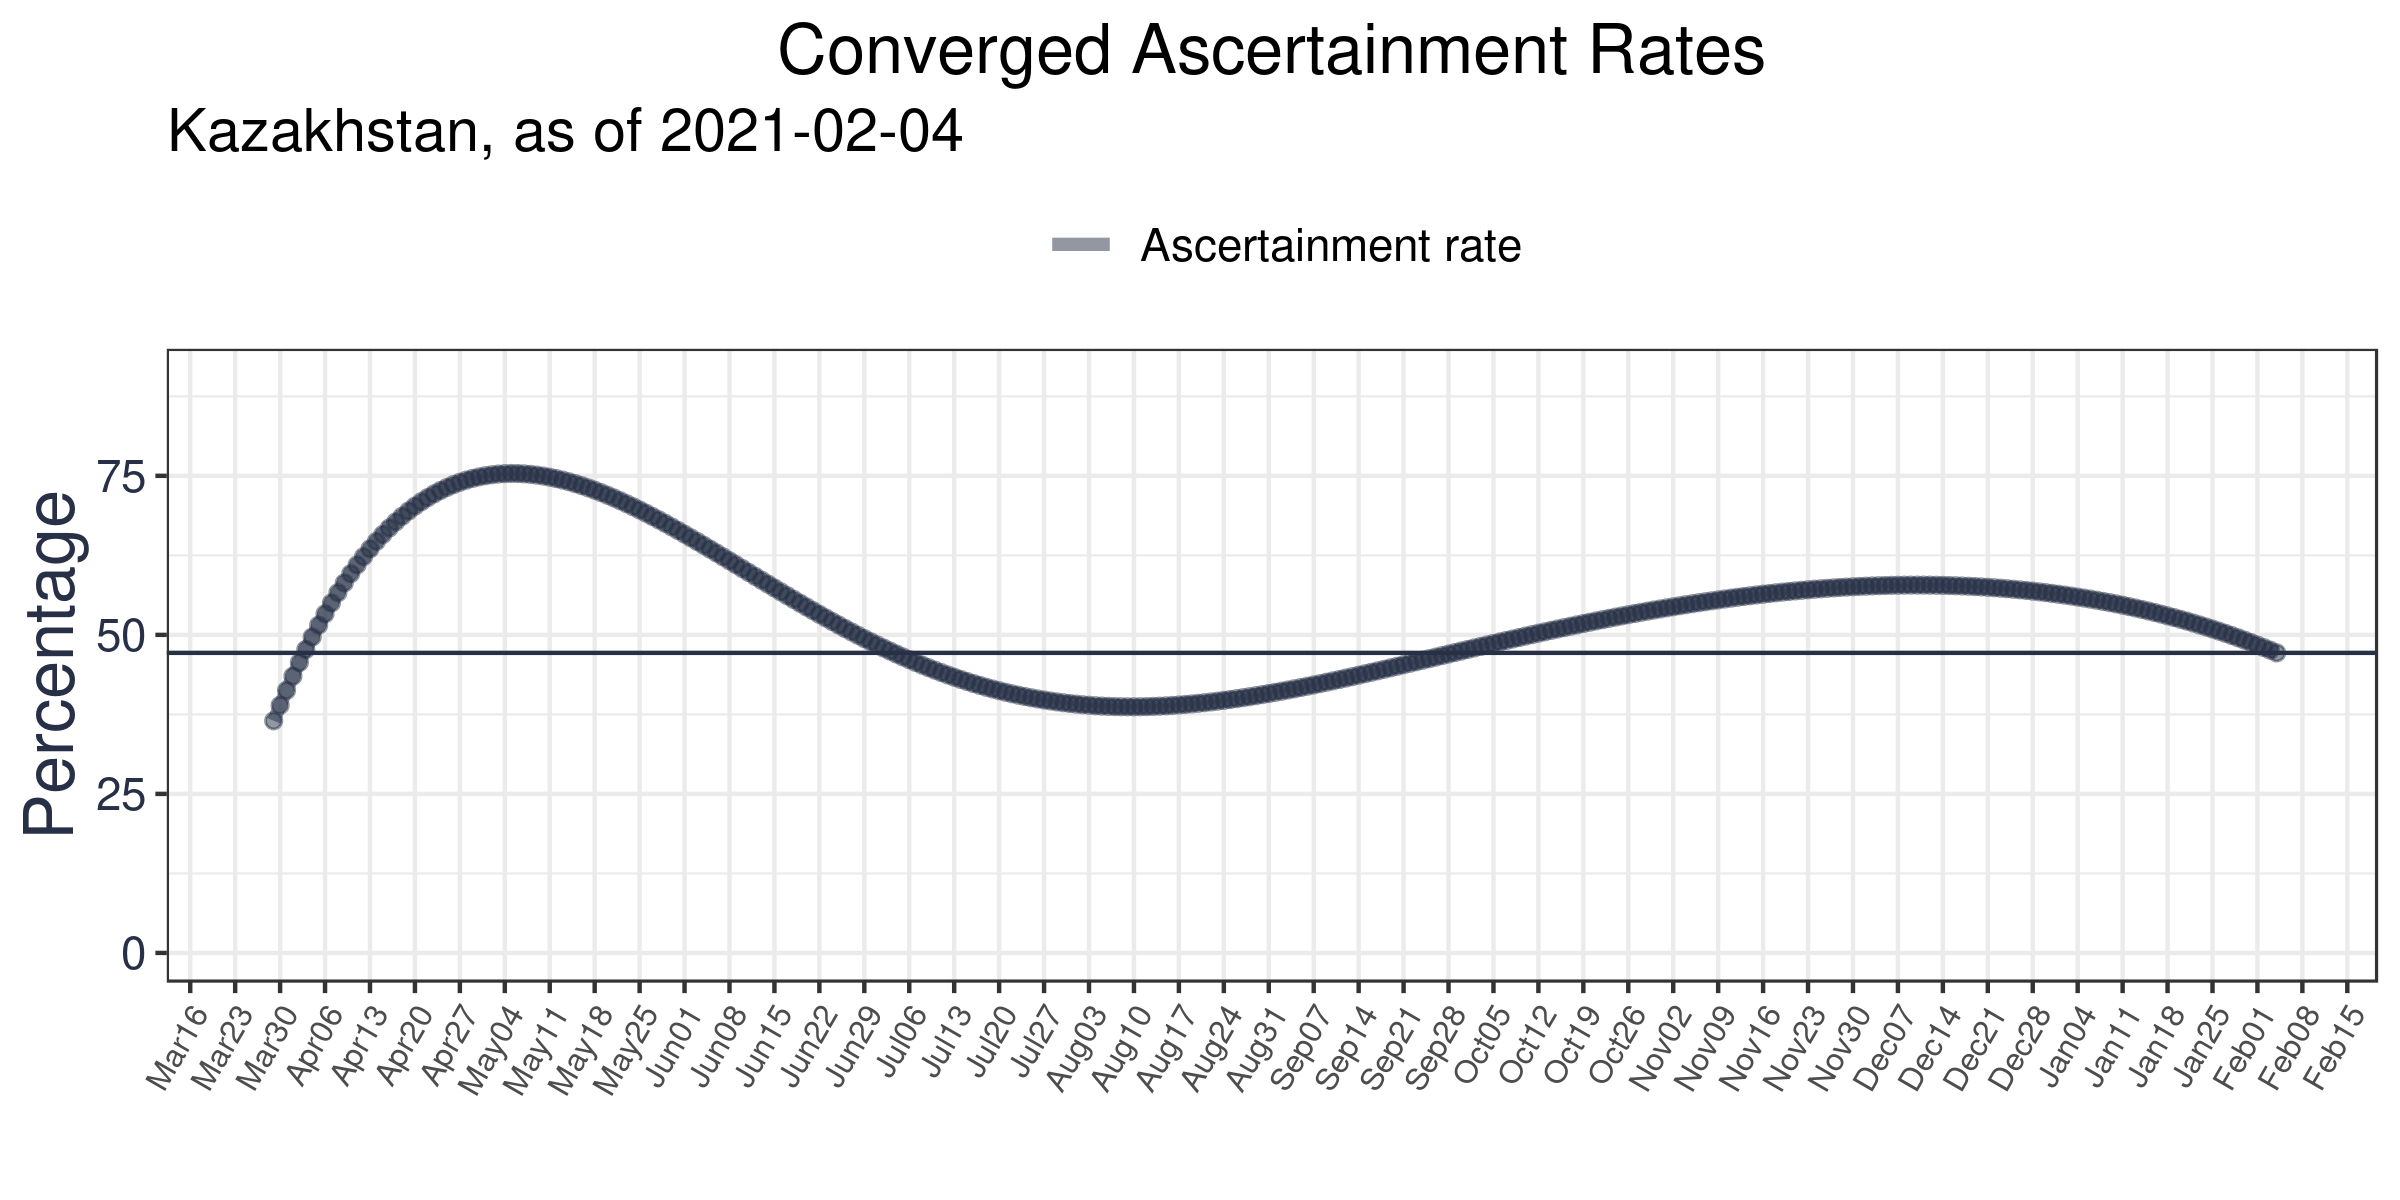 Converged Ascertainment Rates
Kazakhstan, as of 2021-02-04
Ascertainment rate
Percentage
75
50
25
0
Mar16 Mar23 Mar30 Apr06 Apr13 Apr20 Apr27 May04 May11 May18 May25 Jun01 Jun08 Jun15 Jun22 Jun29 Jul06 Jul13 Jul20 Jul27 Aug03 Aug10 Aug17 Aug24 Aug31 Sep07 Sep14 Sep21 Sep28 Oct05 Oct12 Oct19 Oct26 Nov02 Nov09 Nov16 Nov23 Nov30 Dec07 Dec14 Dec21 Dec28 Jan04 Jan11 Jan18 Jan25 Feb01 Feb08 Feb15